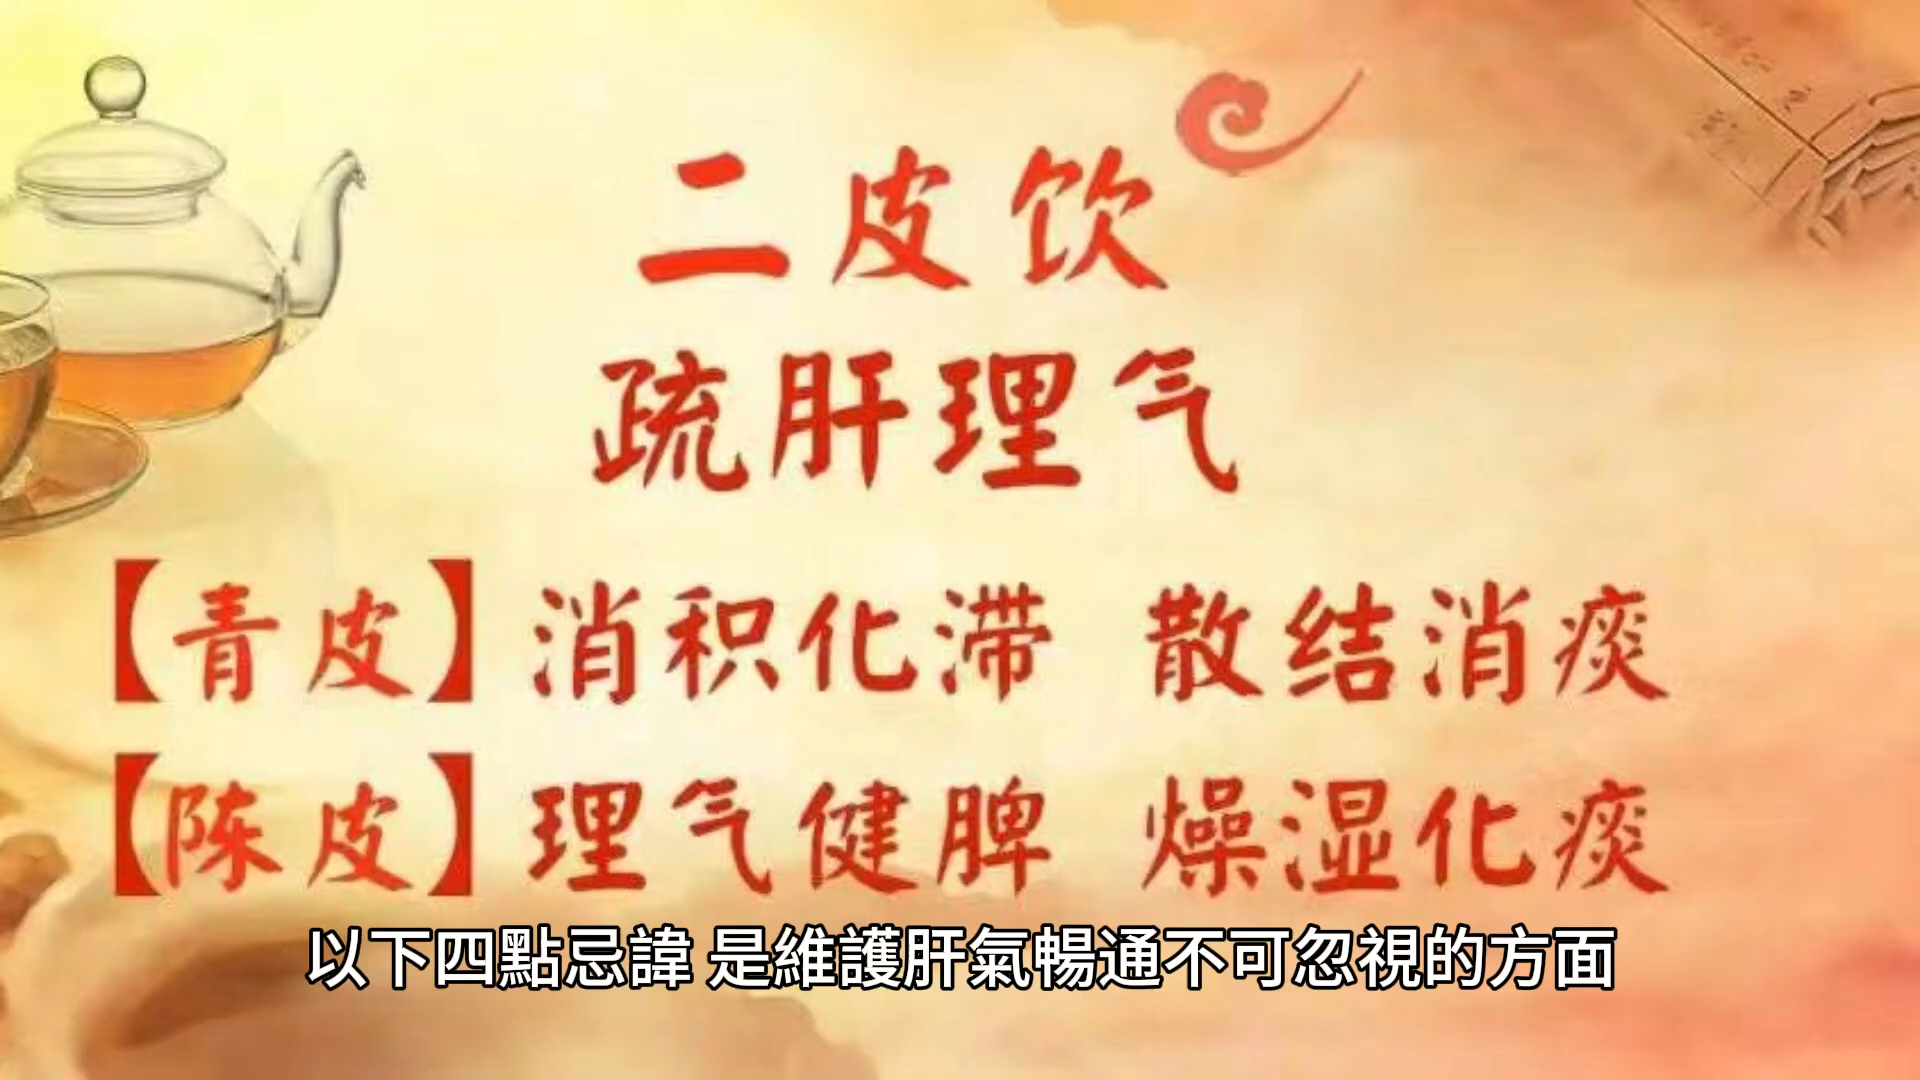 二皮饮
疏肝理气
【青皮】消积化滞 散结消痰
【陈皮】理气健脾 燥湿化痰
以下四點忌諱 是維護肝氣暢通不可忽視的方面